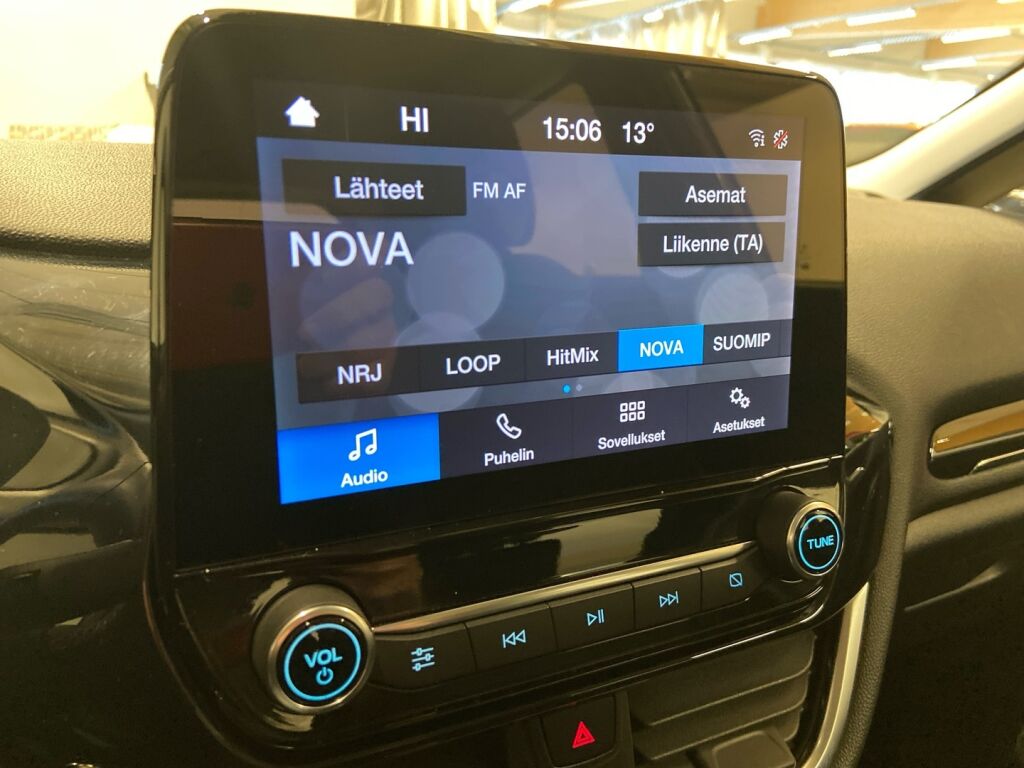 HI 15:06 13°
Lähteet FM AF Asemat
NOVA Liikenne (TA)
NRJ LOOP HitMix NOVA SUOMIP
Audio Puhelin Sovellukset Asetukset
TUNE
VOL